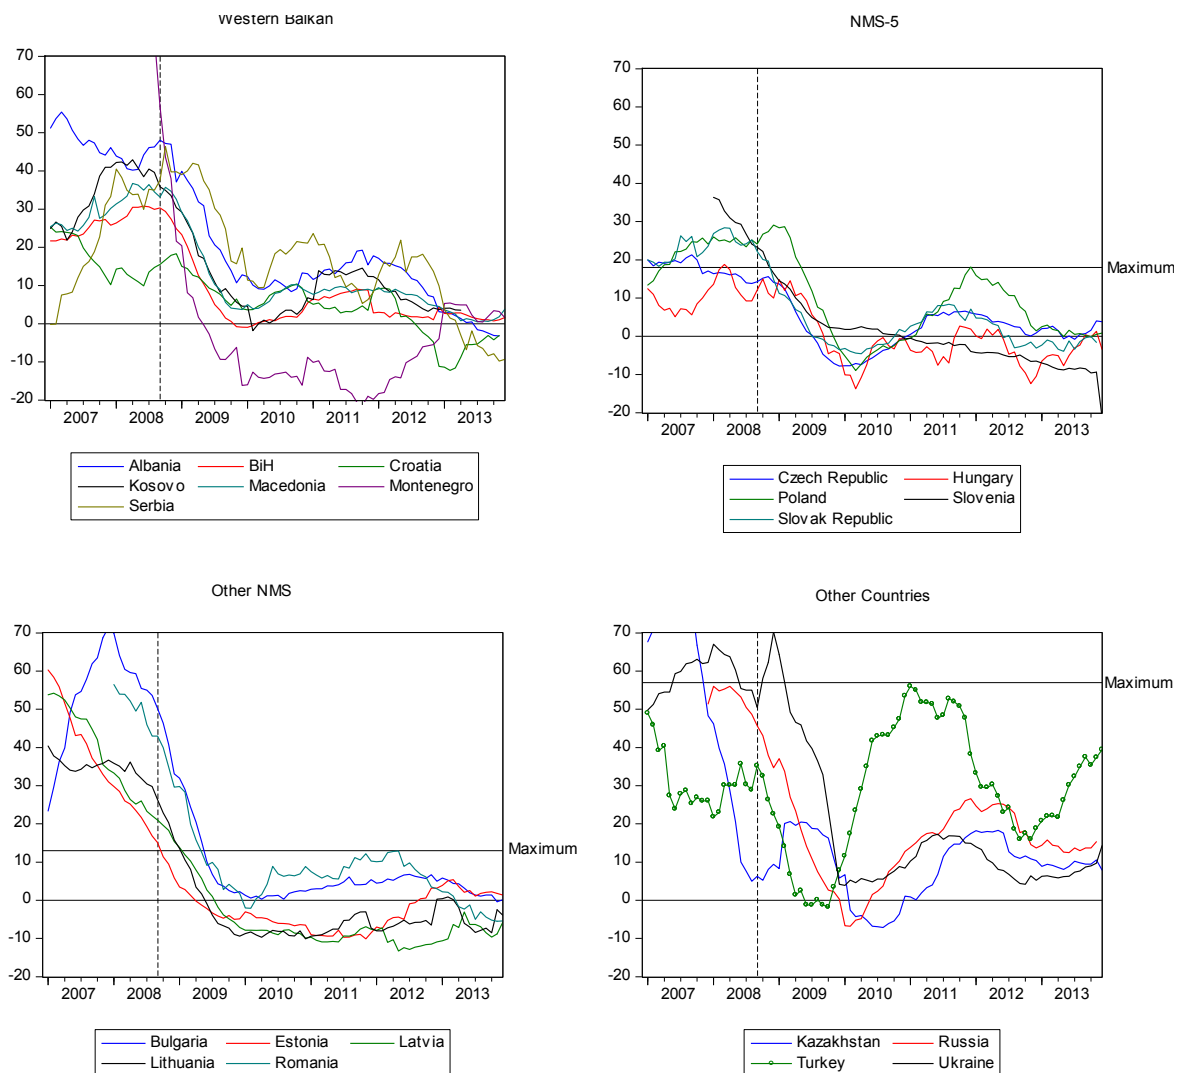 Western Balkan
70
60
50
40
30
20
10
0
-10
-20
2007 2008 2009 2010 2011 2012 2013
Albania BiH Croatia
Kosovo Macedonia Montenegro
Serbia
NMS-5
70
60
50
40
30
20
10
0
-10
-20
Maximum
2007 2008 2009 2010 2011 2012 2013
Czech Republic Hungary
Poland Slovenia
Slovak Republic
Other NMS
70
60
50
40
30
20
10
0
-10
-20
Maximum
2007 2008 2009 2010 2011 2012 2013
Bulgaria Estonia Latvia
Lithuania Romania
Other Countries
70
60
50
40
30
20
10
0
-10
-20
Maximum
2007 2008 2009 2010 2011 2012 2013
Kazakhstan Russia
Turkey Ukraine